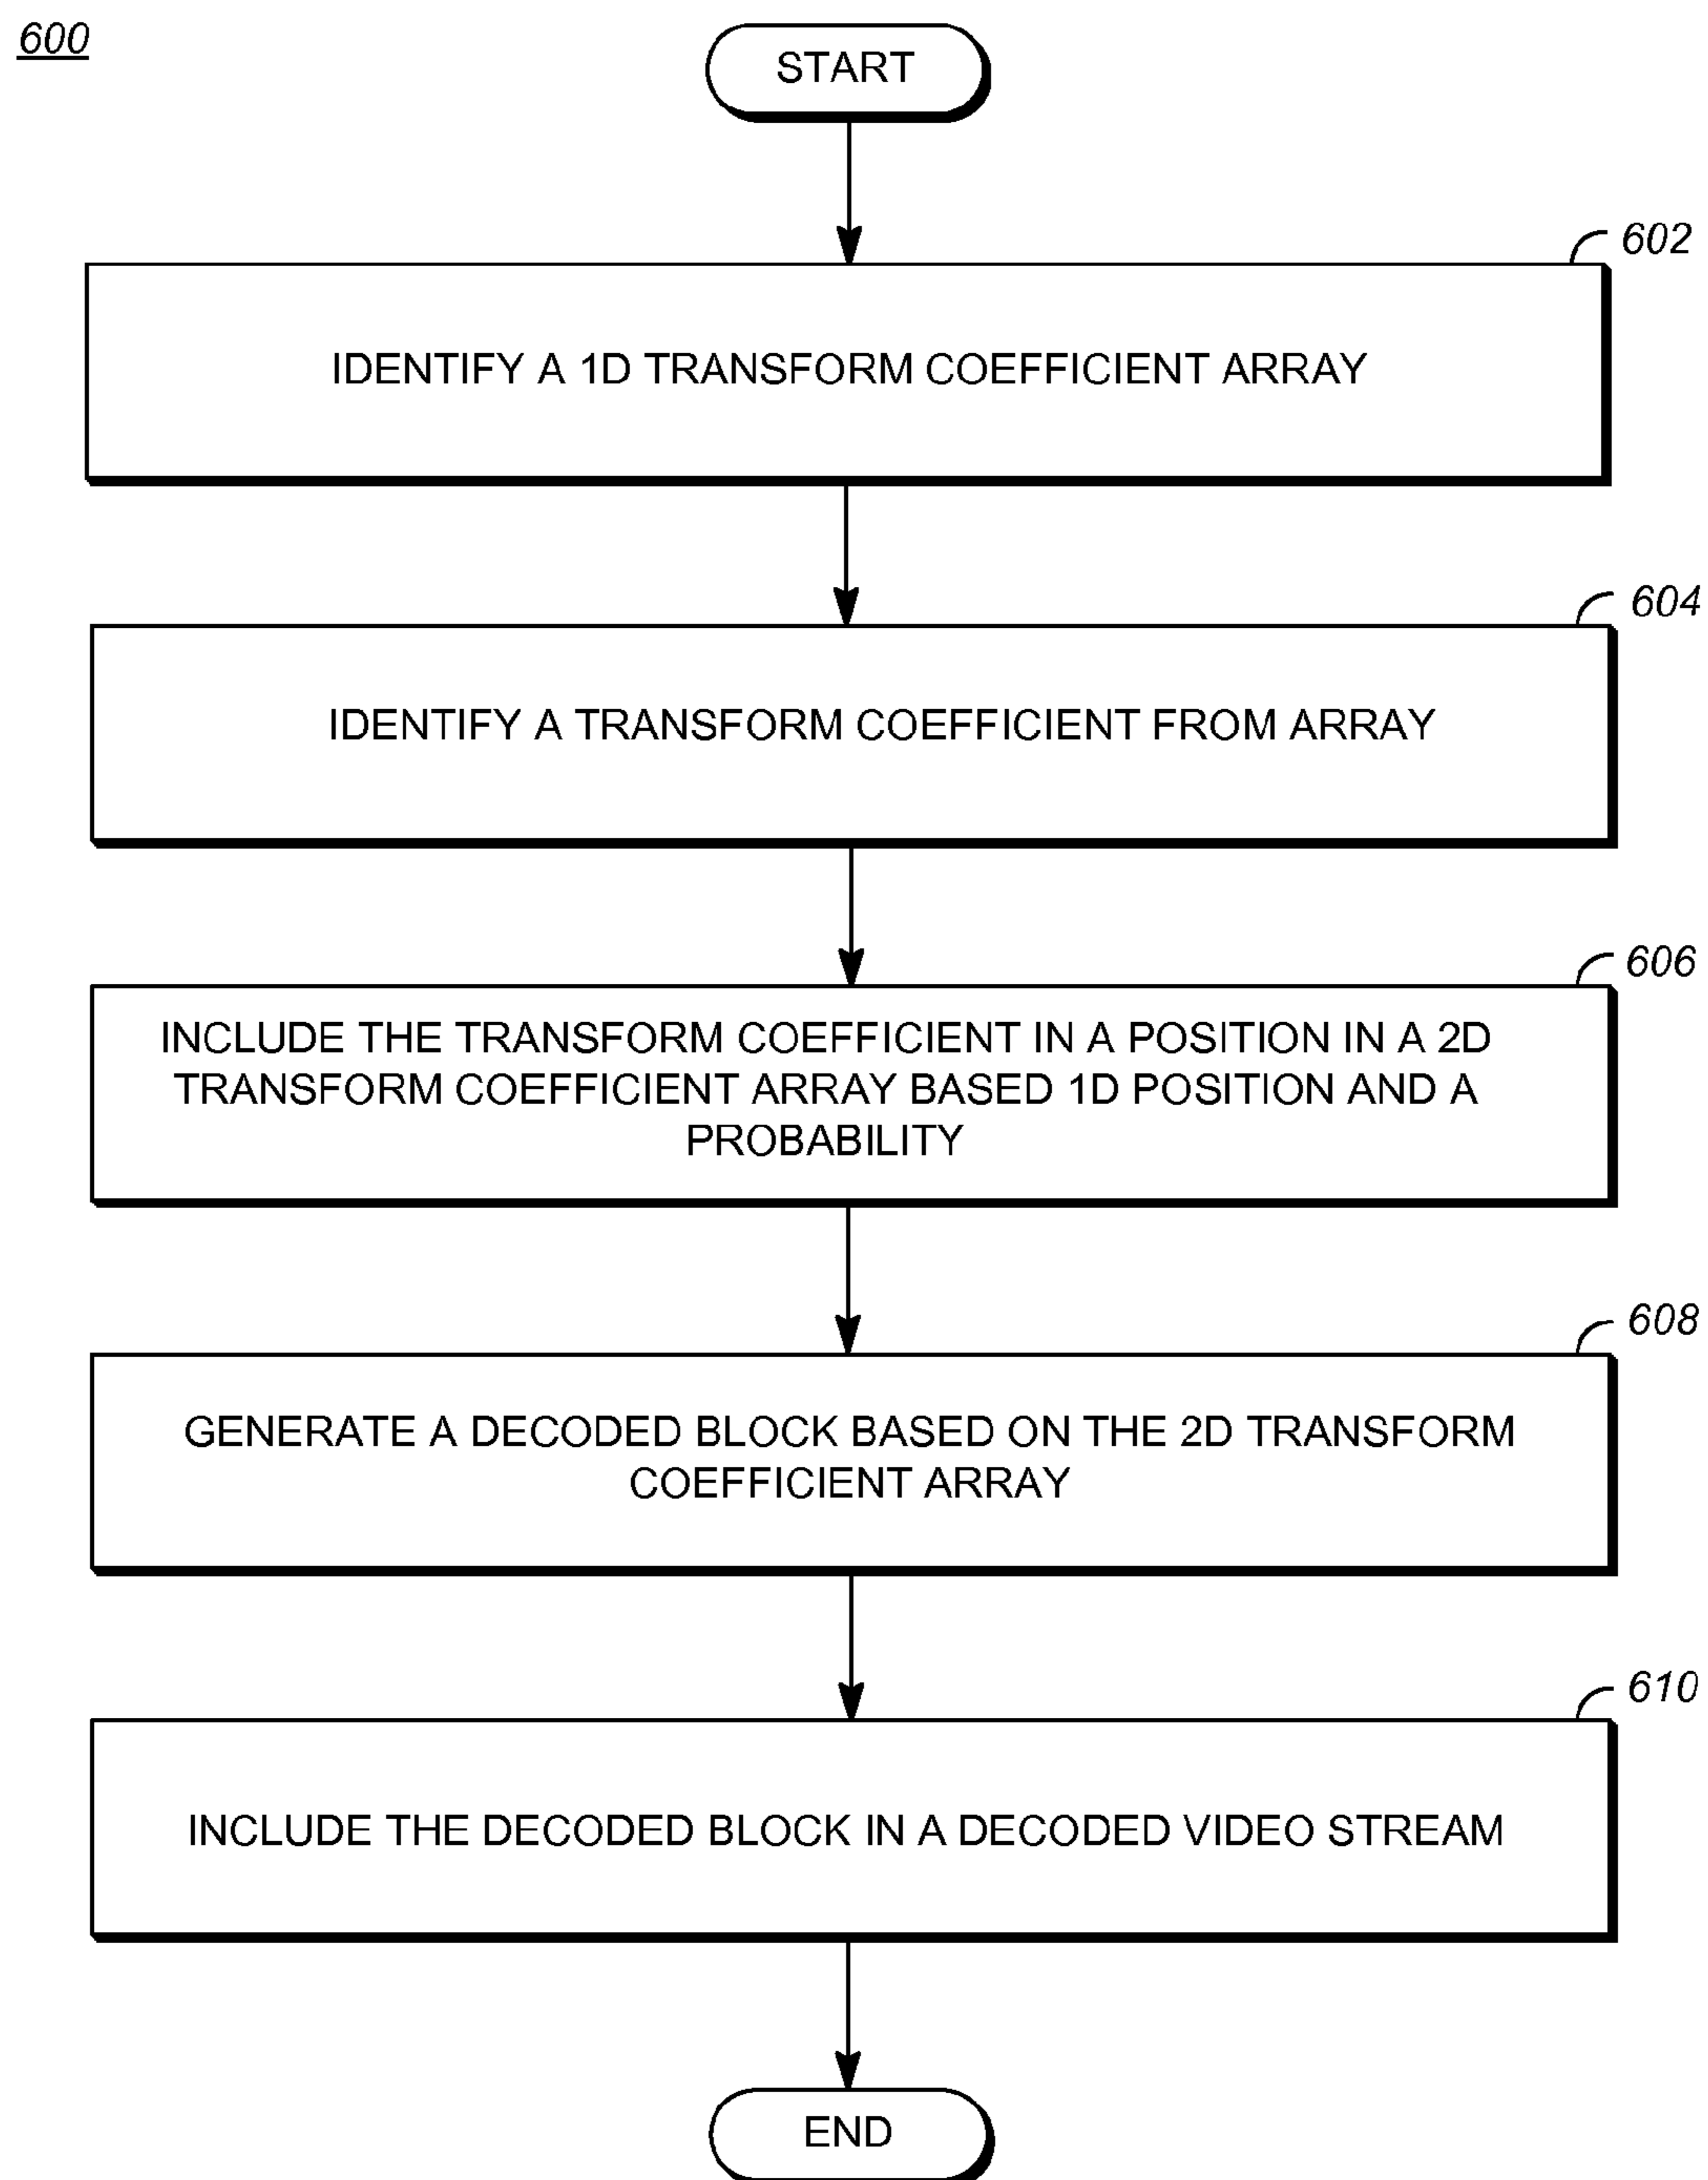 600
START
602
IDENTIFY A 1D TRANSFORM COEFFICIENT ARRAY
604
IDENTIFY A TRANSFORM COEFFICIENT FROM ARRAY
606
INCLUDE THE TRANSFORM COEFFICIENT IN A POSITION IN A 2D
TRANSFORM COEFFICIENT ARRAY BASED 1D POSITION AND A
PROBABILITY
608
GENERATE A DECODED BLOCK BASED ON THE 2D TRANSFORM
COEFFICIENT ARRAY
610
INCLUDE THE DECODED BLOCK IN A DECODED VIDEO STREAM
END